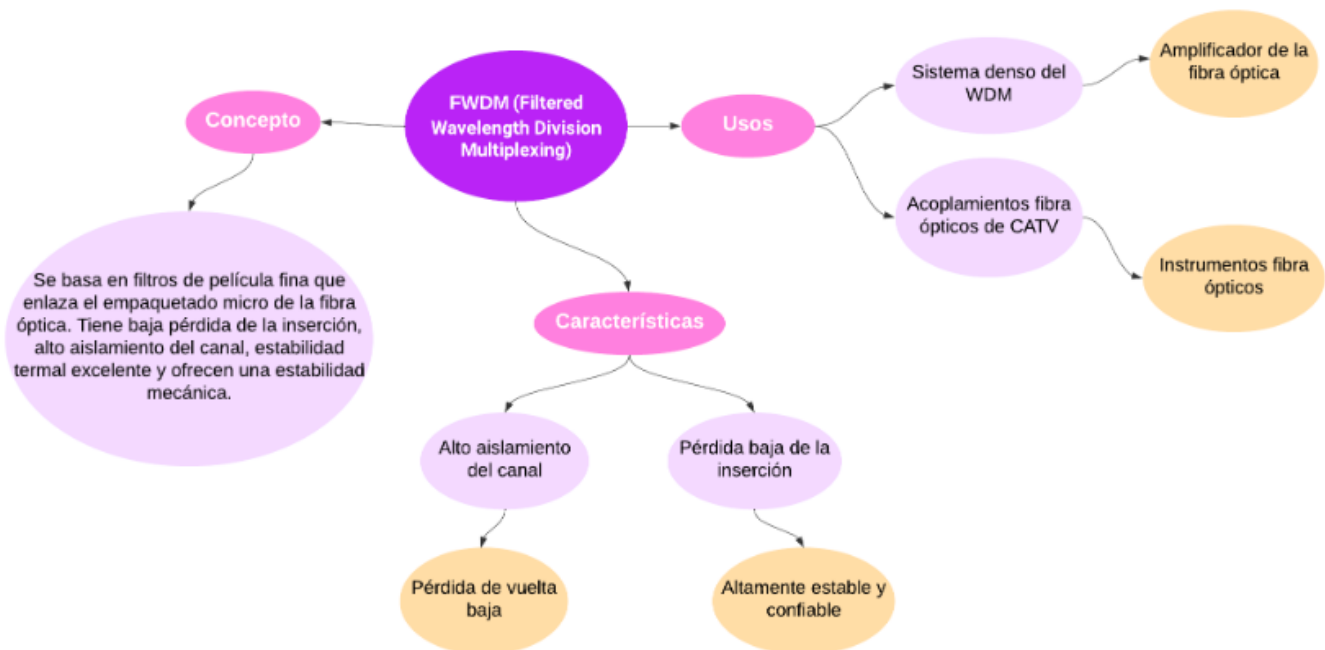 FWDM (Filtered
Wavelength Division
Multiplexing)
Concepto
Se basa en filtros de película fina que
enlaza el empaquetado micro de la fibra
óptica. Tiene baja pérdida de la inserción,
alto aislamiento del canal, estabilidad
termal excelente y ofrecen una estabilidad
mecánica.
Usos
Sistema denso del
WDM
Amplificador de la
fibra óptica
Acoplamientos fibra
ópticos de CATV
Instrumentos fibra
ópticos
Características
Alto aislamiento
del canal
Pérdida baja de la
inserción
Pérdida de vuelta
baja
Altamente estable y
confiable